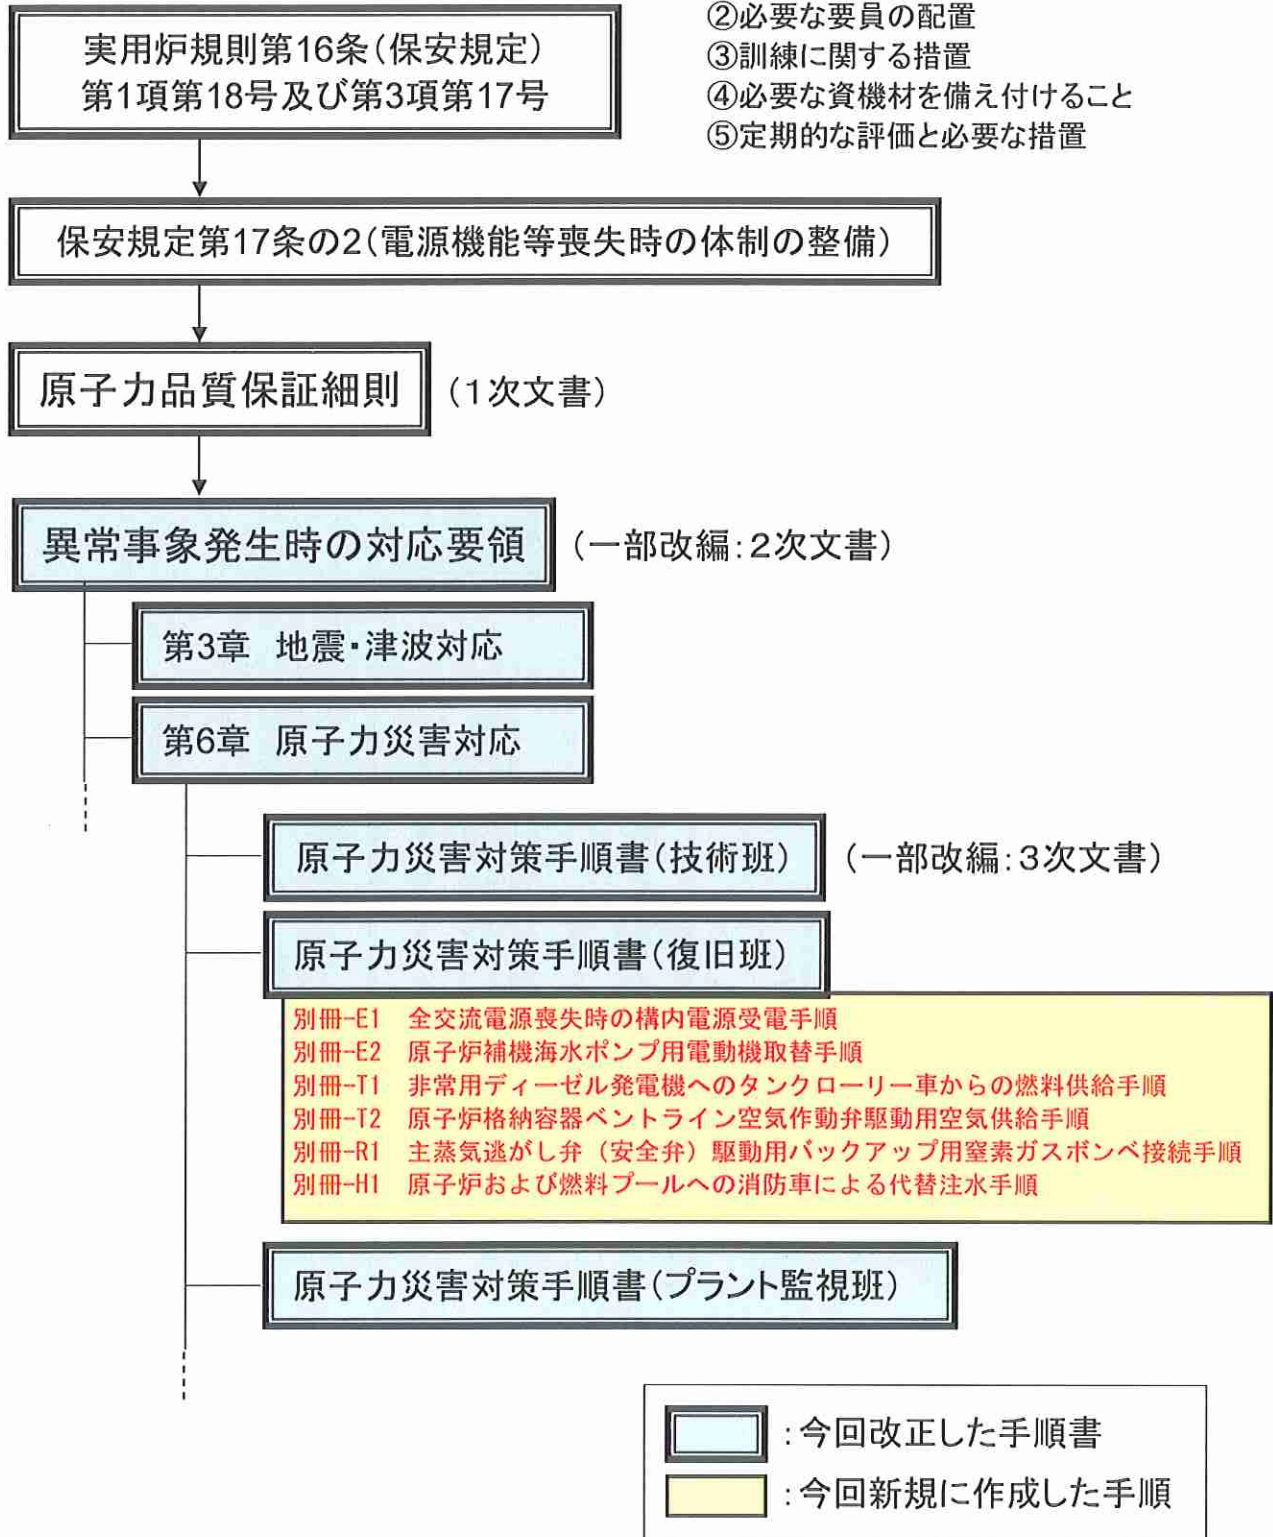 実用炉規則第16条(保安規定)
第1項第18号及び第3項第17号
②必要な要員の配置
③訓練に関する措置
④必要な資機材を備え付けること
⑤定期的な評価と必要な措置
保安規定第17条の2(電源機能等喪失時の体制の整備)
原子力品質保証細則 (1次文書)
異常事象発生時の対応要領 (一部改編:2次文書)
第3章 地震・津波対応
第6章 原子力災害対応
原子力災害対策手順書(技術班) (一部改編:3次文書)
原子力災害対策手順書(復旧班)
別冊-E1 全交流電源喪失時の構内電源受電手順
別冊-E2 原子炉補機海水ポンプ用電動機取替手順
別冊-T1 非常用ディーゼル発電機へのタンクローリー車からの燃料供給手順
別冊-T2 原子炉格納容器ベントライン空気作動弁駆動用空気供給手順
別冊-R1 主蒸気逃がし弁(安全弁)駆動用バックアップ用窒素ガスボンベ接続手順
別冊-H1 原子炉および燃料プールへの消防車による代替注水手順
原子力災害対策手順書(プラント監視班)
:今回改正した手順書
:今回新規に作成した手順